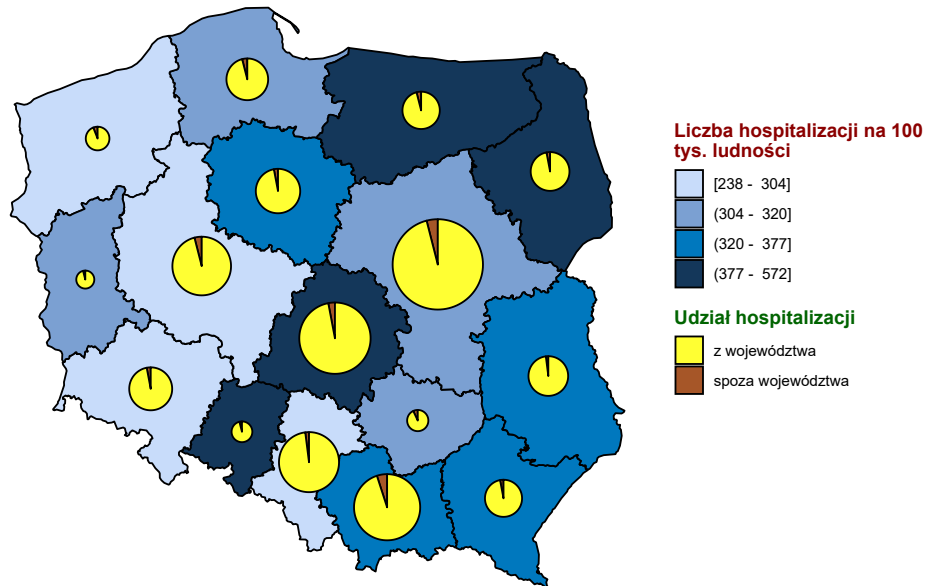 Liczba hospitalizacji na 100
tys. ludności
[238 - 304]
(304 - 320]
(320 - 377]
(377 - 572]
Udział hospitalizacji
z województwa
spoza województwa